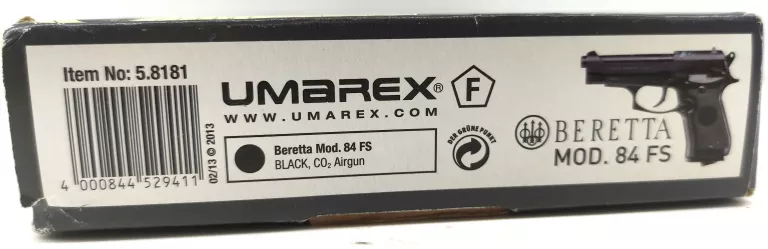 Item No: 5.8181
4 000844 529411
02/13 © 2013
UMAREX®
WWW.UMAREX.COM
F
Beretta Mod. 84 FS
BLACK, CO₂ Airgun
DER GRÜNE PUNKT
BERETTA
MOD. 84 FS